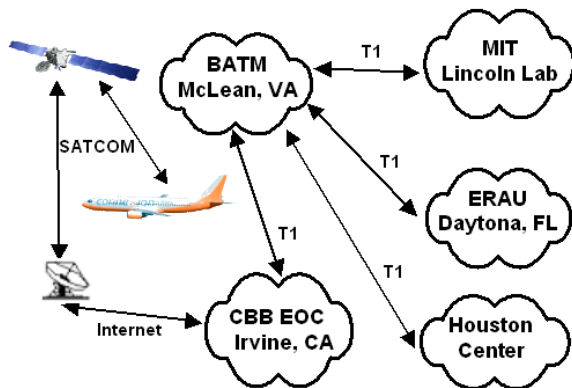 BATM
McLean, VA
T1
MIT
Lincoln Lab
SATCOM
T1
ERAU
Daytona, FL
T1
T1
Internet
CBB EOC
Irvine, CA
Houston
Center